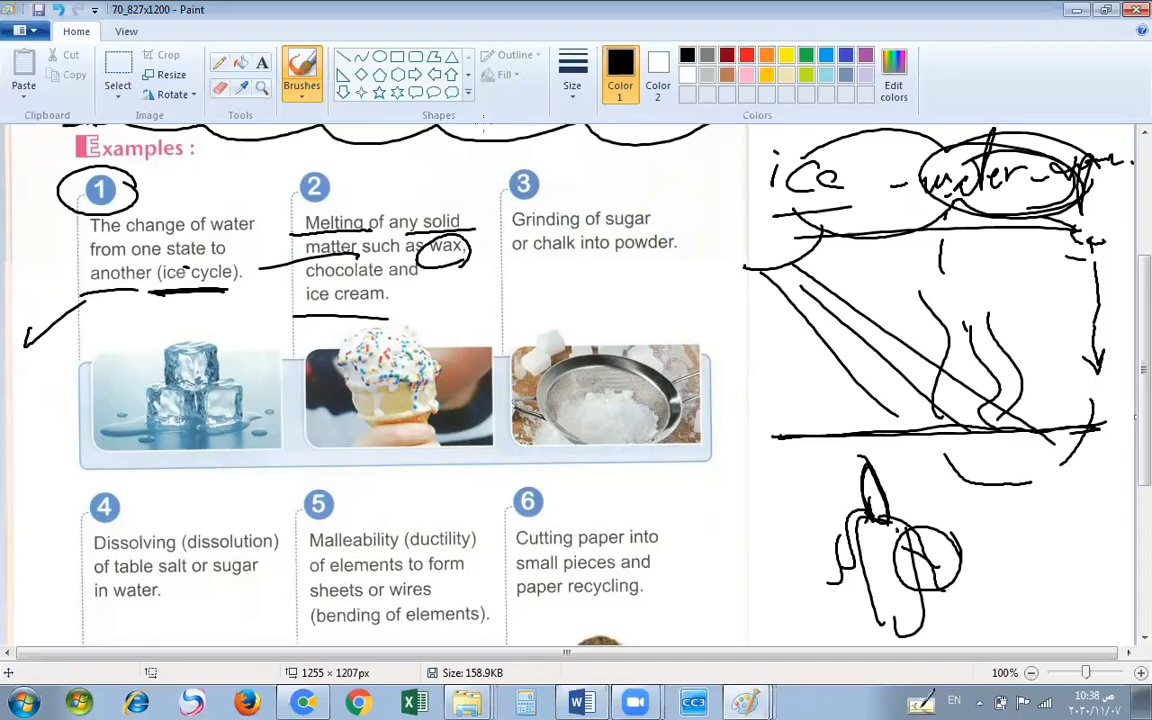 70_827x1200 - Paint
Home
View
Paste
Cut
Copy
Clipboard
Select
Crop
Resize
Rotate
Image
A
Tools
Brushes
Shapes
Outline
Fill
Size
Color 1
Color 2
Edit colors
Colors
Examples :
1
The change of water
from one state to
another (ice cycle).
2
Melting of any solid
matter such as wax,
chocolate and
ice cream.
3
Grinding of sugar
or chalk into powder.
4
Dissolving (dissolution)
of table salt or sugar
in water.
5
Malleability (ductility)
of elements to form
sheets or wires
(bending of elements).
6
Cutting paper into
small pieces and
paper recycling.
ice - water -
1255 × 1207px
Size: 158.9KB
100%
CC3
EN
10:38 ص
٢٠٢٠/١١/٠٧